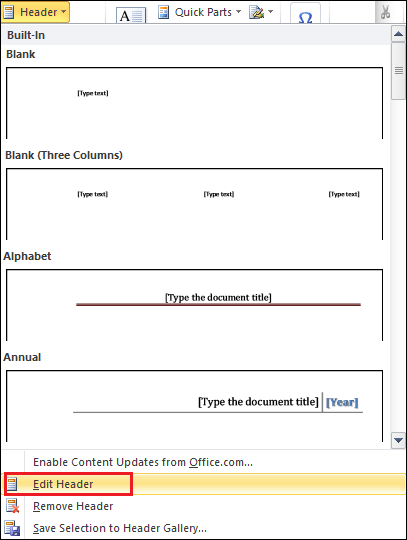 Header
Quick Parts
A
Ω
Built-In
Blank
[Type text]
Blank (Three Columns)
[Type text] [Type text] [Type text]
Alphabet
[Type the document title]
Annual
[Type the document title] [Year]
Enable Content Updates from Office.com...
Edit Header
Remove Header
Save Selection to Header Gallery...